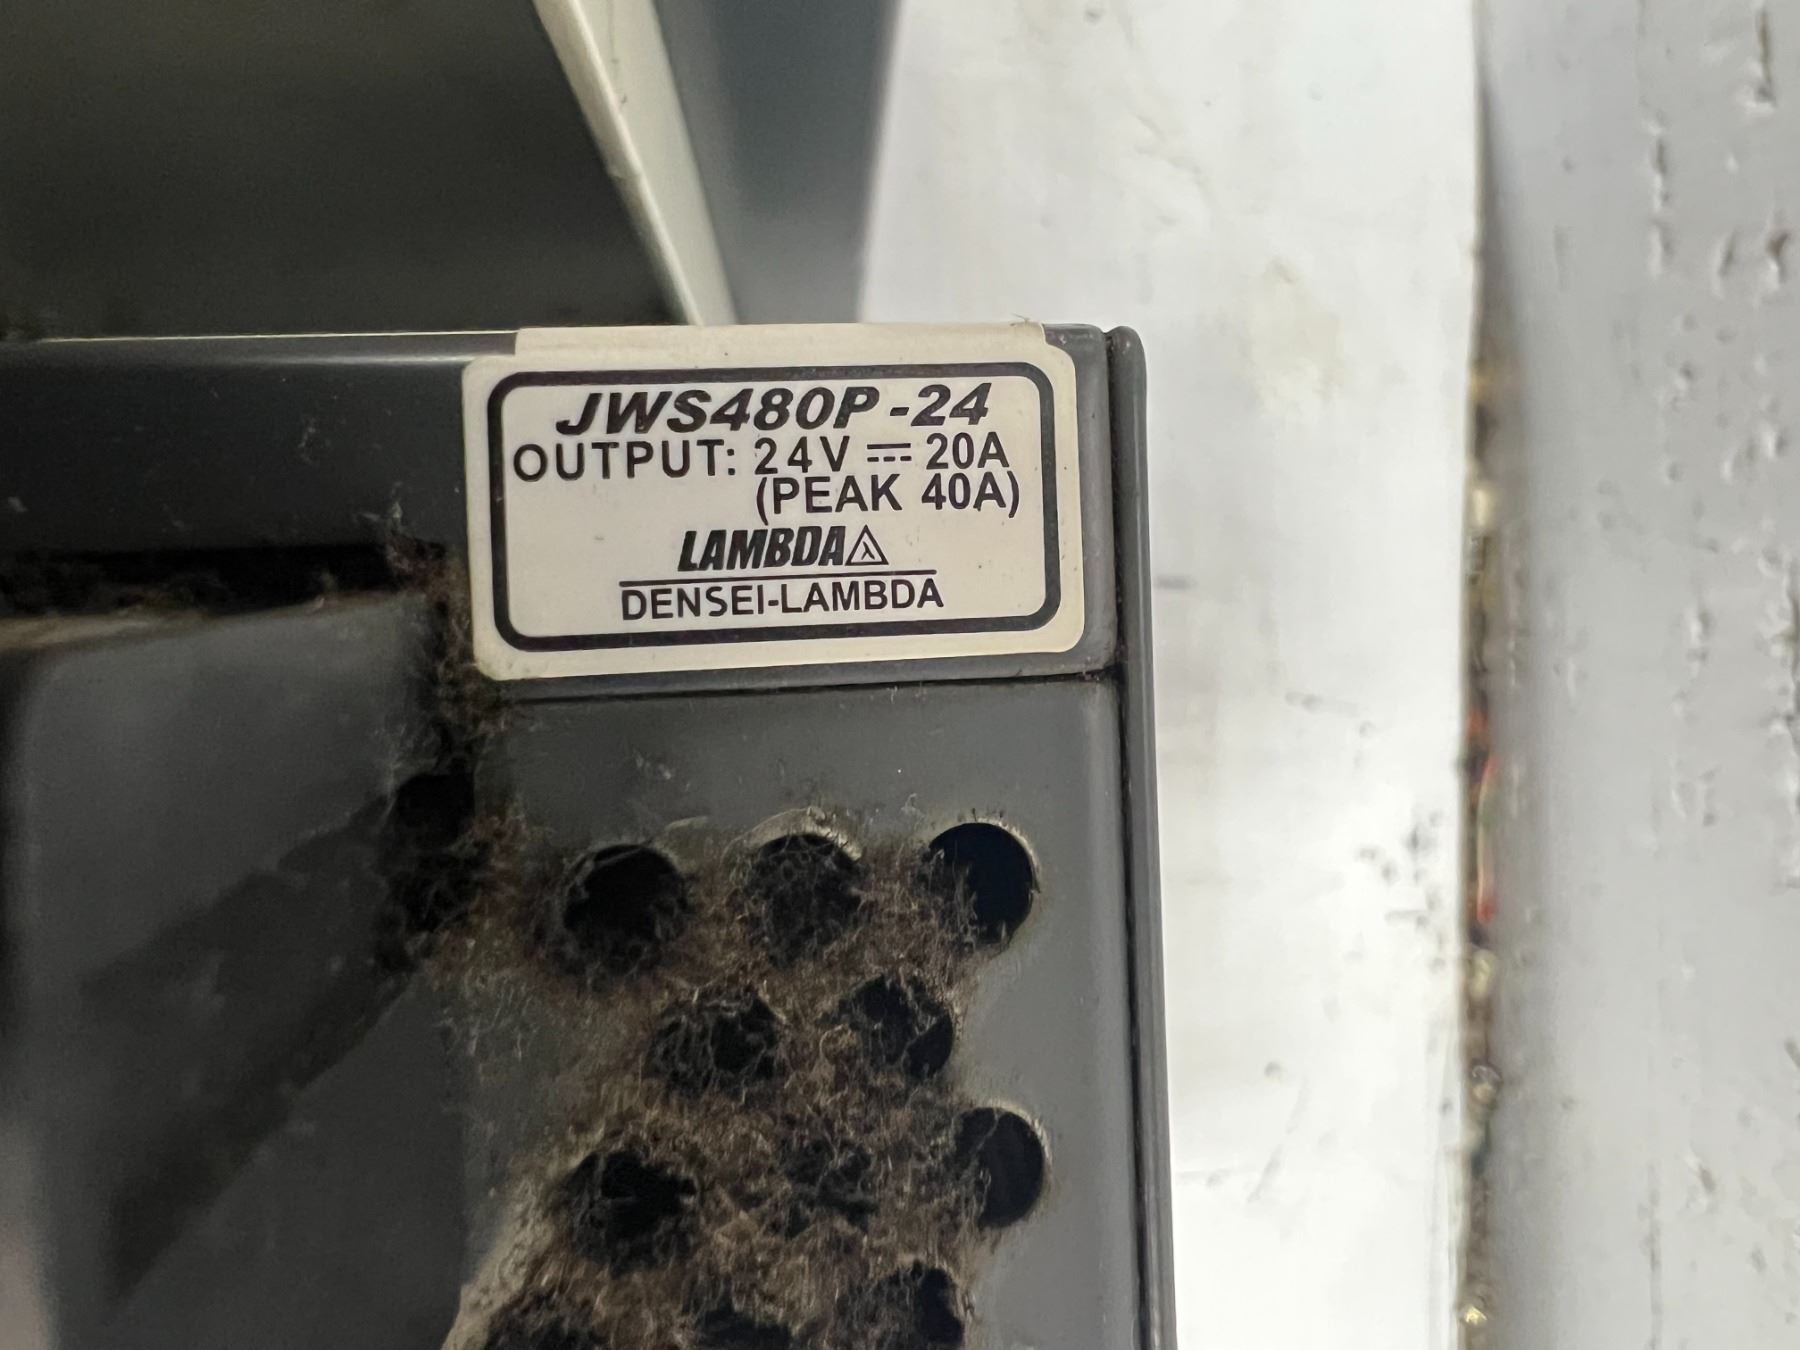 JWS480P-24
OUTPUT: 24V ⎓ 20A
(PEAK 40A)
LAMBDA
DENSEI-LAMBDA